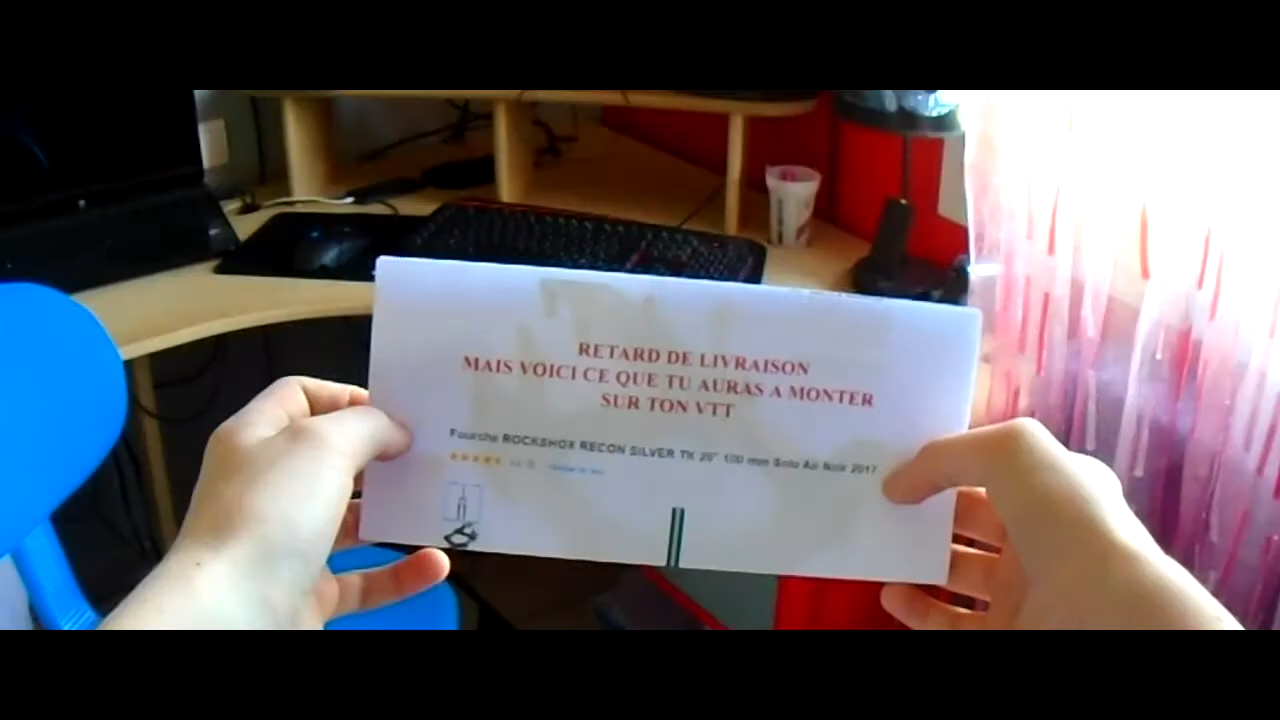 RETARD DE LIVRAISON
MAIS VOICI CE QUE TU AURAS A MONTER
SUR TON VTT
Fourche ROCKSHOX RECON SILVER TK 29" 100 mm Solo Air Noir 2017